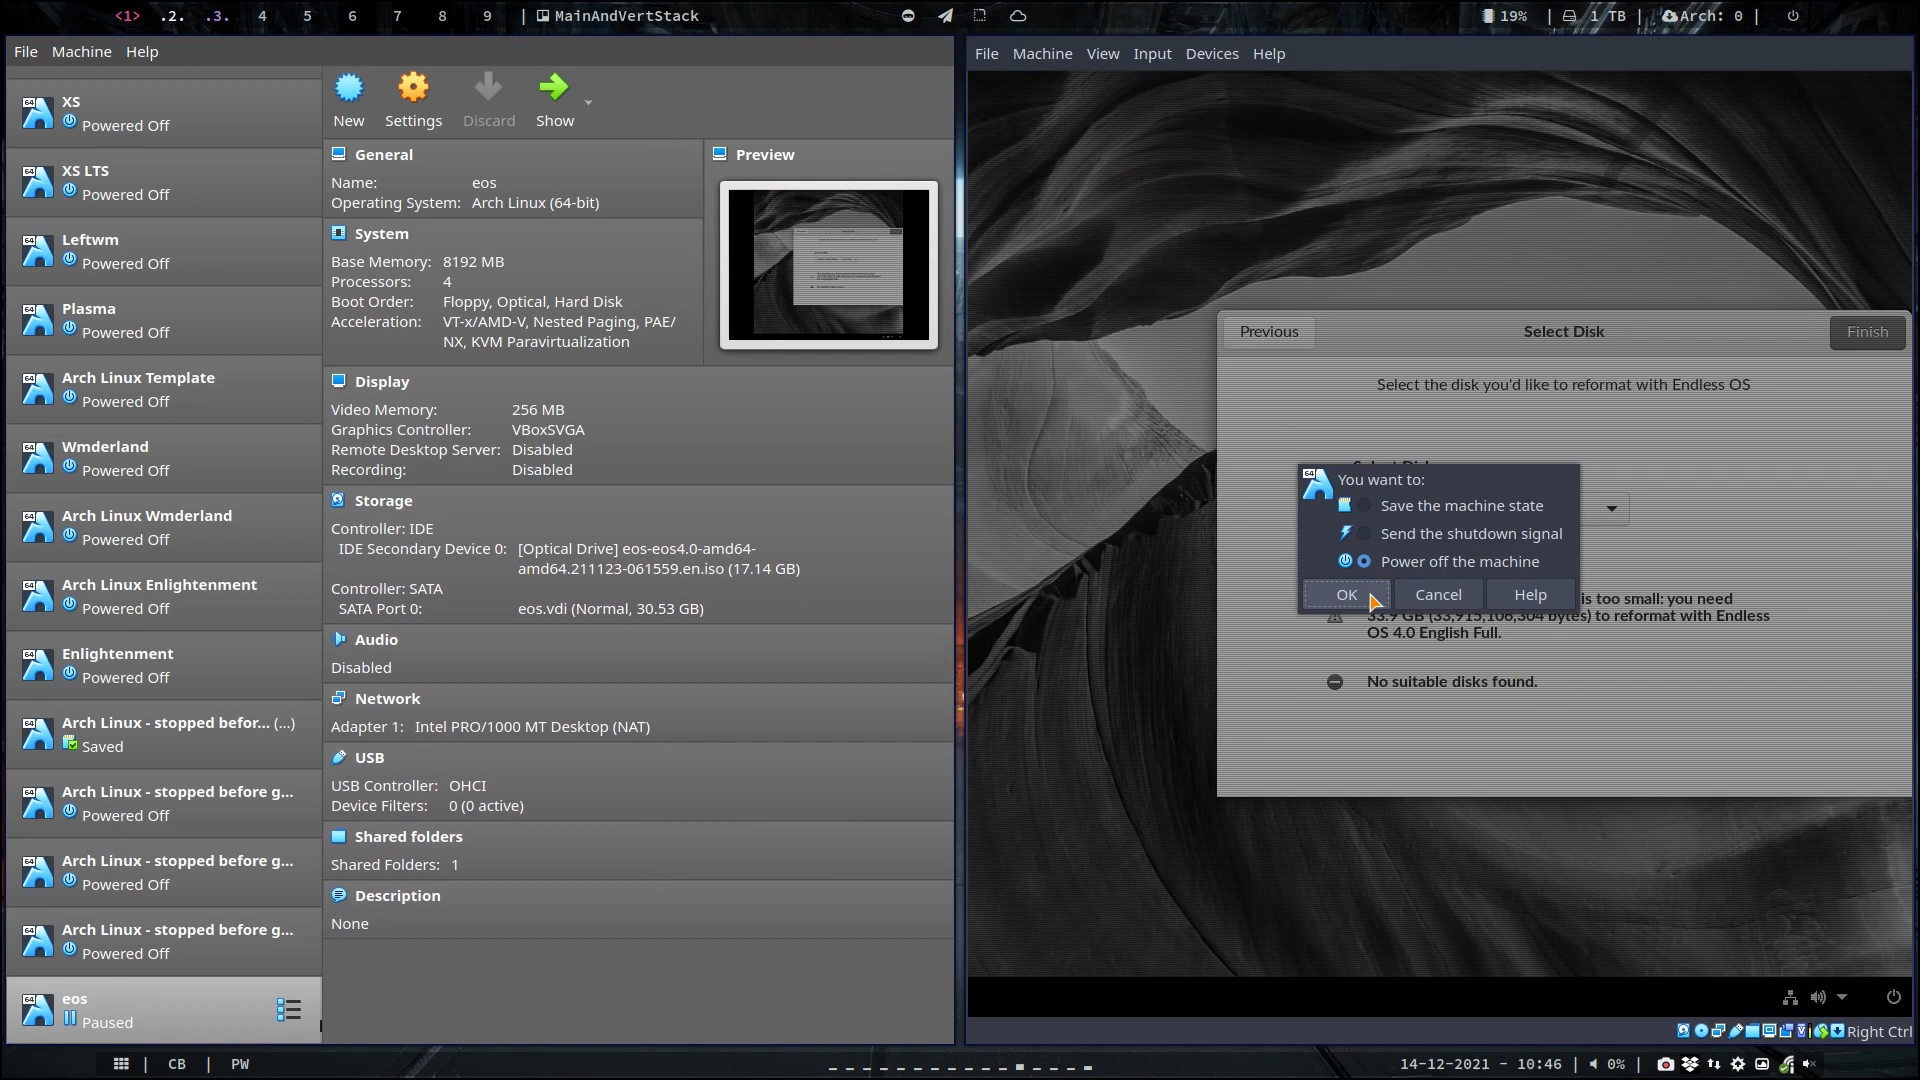 <1> .2. .3. 4 5 6 7 8 9 | MainAndVertStack
19% | 1 TB | Arch: 0 |
File Machine Help
XS
Powered Off
XS LTS
Powered Off
Leftwm
Powered Off
Plasma
Powered Off
Arch Linux Template
Powered Off
Wmderland
Powered Off
Arch Linux Wmderland
Powered Off
Arch Linux Enlightenment
Powered Off
Enlightenment
Powered Off
Arch Linux - stopped befor... (...)
Saved
Arch Linux - stopped before g...
Powered Off
Arch Linux - stopped before g...
Powered Off
Arch Linux - stopped before g...
Powered Off
eos
Paused
New Settings Discard Show
General
Name: eos
Operating System: Arch Linux (64-bit)
System
Base Memory: 8192 MB
Processors: 4
Boot Order: Floppy, Optical, Hard Disk
Acceleration: VT-x/AMD-V, Nested Paging, PAE/
NX, KVM Paravirtualization
Preview
Display
Video Memory: 256 MB
Graphics Controller: VBoxSVGA
Remote Desktop Server: Disabled
Recording: Disabled
Storage
Controller: IDE
IDE Secondary Device 0: [Optical Drive] eos-eos4.0-amd64-
amd64.211123-061559.en.iso (17.14 GB)
Controller: SATA
SATA Port 0: eos.vdi (Normal, 30.53 GB)
Audio
Disabled
Network
Adapter 1: Intel PRO/1000 MT Desktop (NAT)
USB
USB Controller: OHCI
Device Filters: 0 (0 active)
Shared folders
Shared Folders: 1
Description
None
File Machine View Input Devices Help
Previous Select Disk Finish
Select the disk you'd like to reformat with Endless OS
You want to:
Save the machine state
Send the shutdown signal
Power off the machine
OK Cancel Help
is too small: you need
33.9 GB (33,915,106,304 bytes) to reformat with Endless
OS 4.0 English Full.
No suitable disks found.
Right Ctrl
| CB | PW
14-12-2021 - 10:46 | 0% |